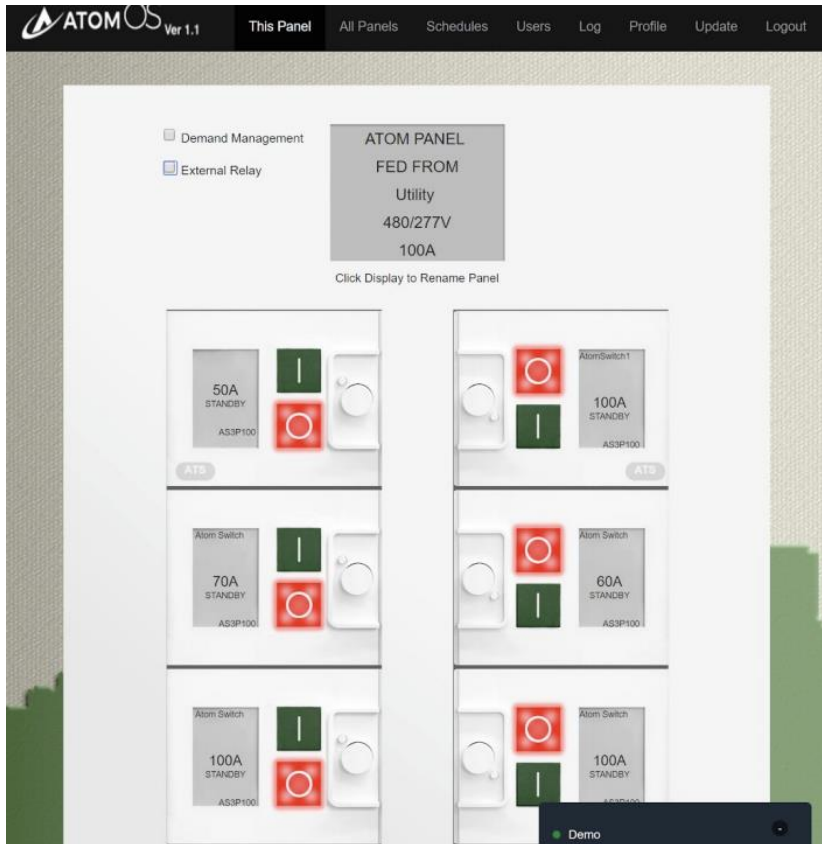 ATOM OS Ver 1.1
This Panel All Panels Schedules Users Log Profile Update Logout
Demand Management
External Relay
ATOM PANEL
FED FROM
Utility
480/277V
100A
Click Display to Rename Panel
50A
STANDBY
AS3P100
ATS
AtomSwitch1
100A
STANDBY
AS3P100
ATS
Atom Switch
70A
STANDBY
AS3P100
Atom Switch
60A
STANDBY
AS3P100
Atom Switch
100A
STANDBY
AS3P100
Atom Switch
100A
STANDBY
Demo